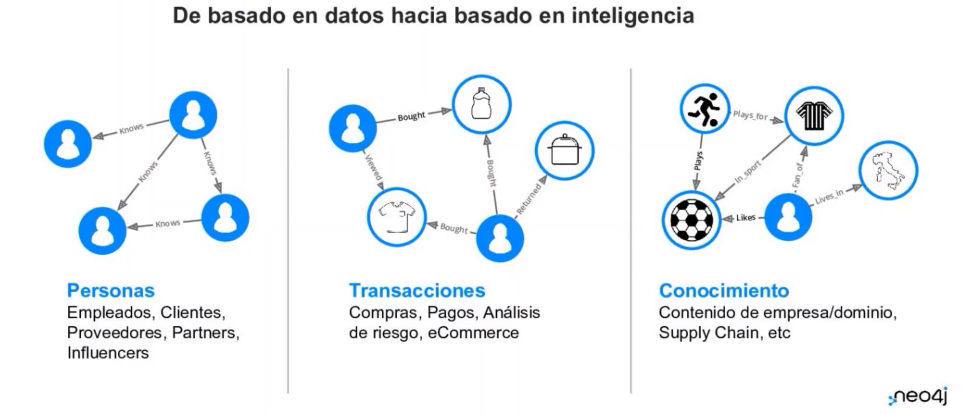 De basado en datos hacia basado en inteligencia
Knows
Knows
Knows
Knows
Personas
Empleados, Clientes,
Proveedores, Partners,
Influencers
Bought
Viewed
Bought
Returned
Bought
Transacciones
Compras, Pagos, Análisis
de riesgo, eCommerce
Plays_for
Plays
In_sport
Fan_of
Lives_in
Likes
Conocimiento
Contenido de empresa/dominio,
Supply Chain, etc
neo4j